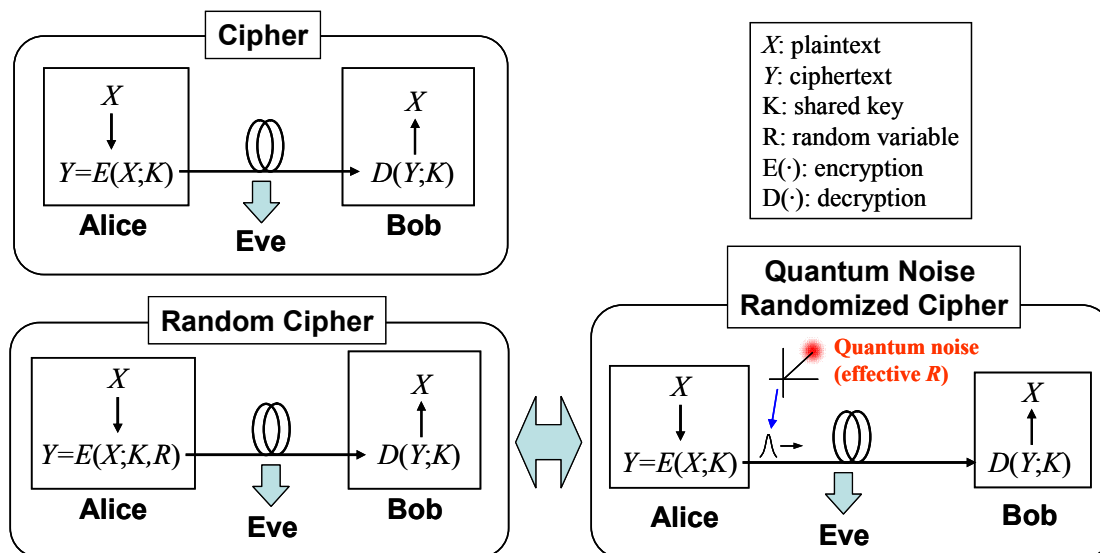 Cipher
X
Y=E(X;K)
Alice
Eve
X
D(Y;K)
Bob
X: plaintext
Y: ciphertext
K: shared key
R: random variable
E(·): encryption
D(·): decryption
Random Cipher
X
Y=E(X;K,R)
Alice
Eve
X
D(Y;K)
Bob
Quantum Noise
Randomized Cipher
Quantum noise
(effective R)
X
Y=E(X;K)
Alice
Eve
X
D(Y;K)
Bob